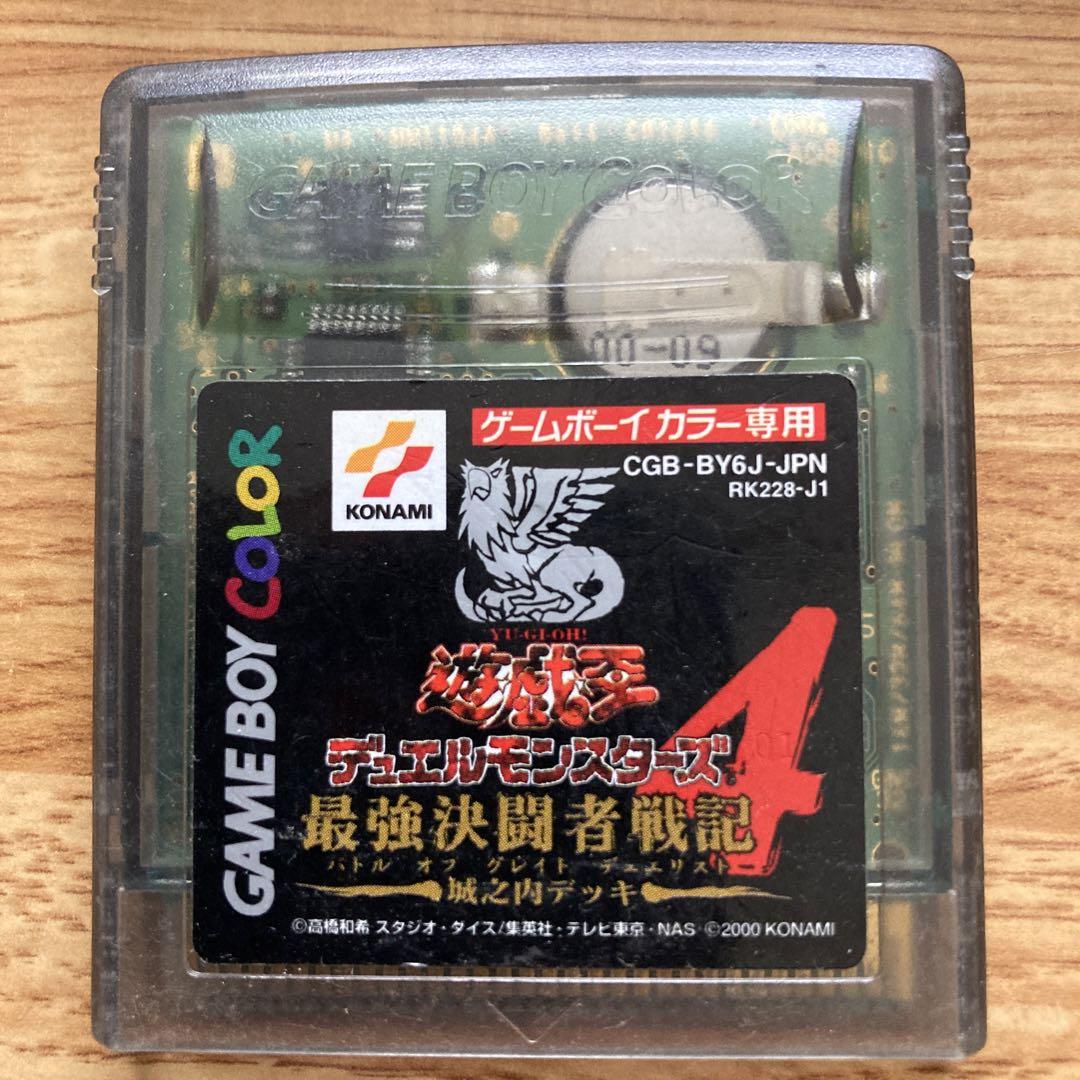 GAME BOY COLOR
00-09
GAME BOY COLOR
KONAMI
ゲームボーイカラー専用
CGB-BY6J-JPN
RK228-J1
YU-GI-OH!
遊戯王
デュエルモンスターズ
4
最強決闘者戦記
バトル オブ グレイト デュエリスト
城之内デッキ
©高橋和希 スタジオ・ダイス/集英社・テレビ東京・NAS ©2000 KONAMI